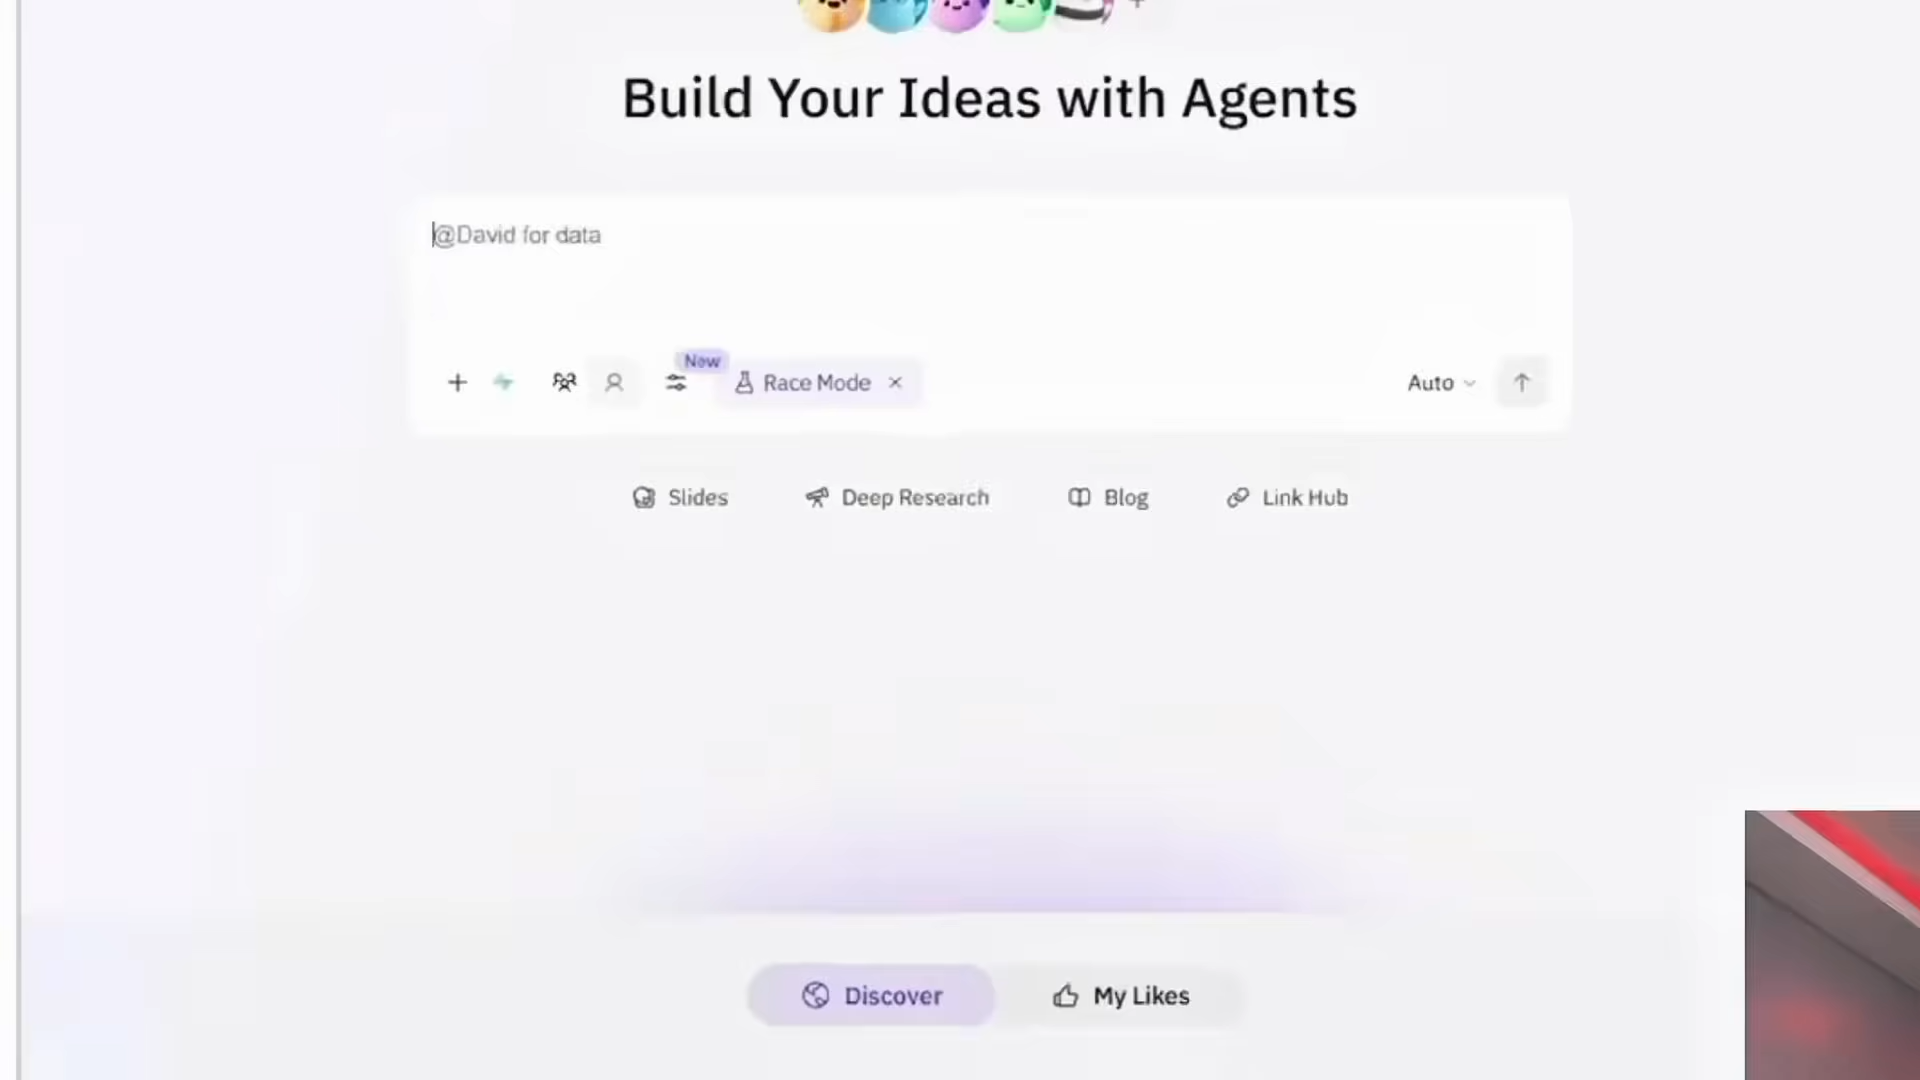 Build Your Ideas with Agents
@David for data
New
Race Mode
Auto
Slides
Deep Research
Blog
Link Hub
Discover
My Likes